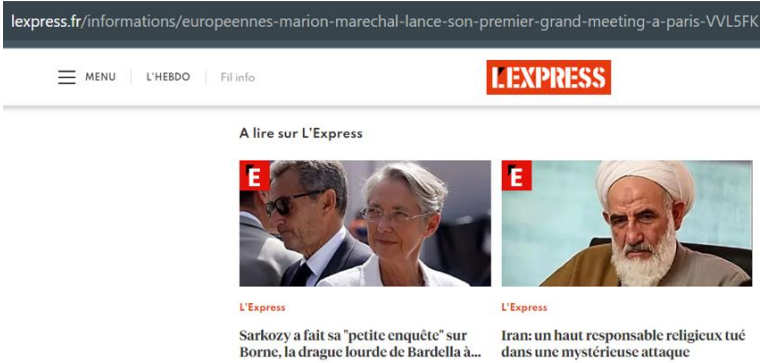 lexpress.fr/informations/europeennes-marion-marechal-lance-son-premier-grand-meeting-a-paris-VVL5FK
MENU L'HEBDO Fil info
L'EXPRESS
A lire sur L'Express
E E
L'Express
Sarkozy a fait sa "petite enquête" sur
Borne, la drague lourde de Bardella à...
L'Express
Iran: un haut responsable religieux tué
dans une mystérieuse attaque